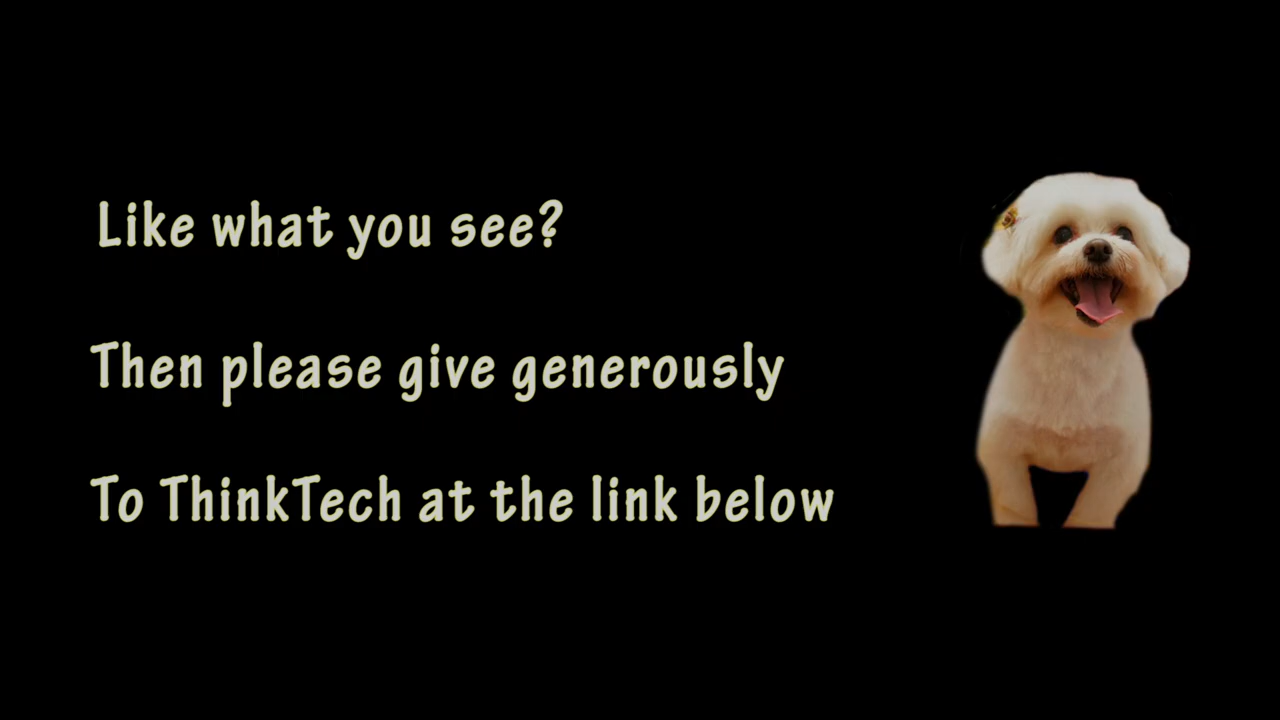 Like what you see?
Then please give generously
To ThinkTech at the link below